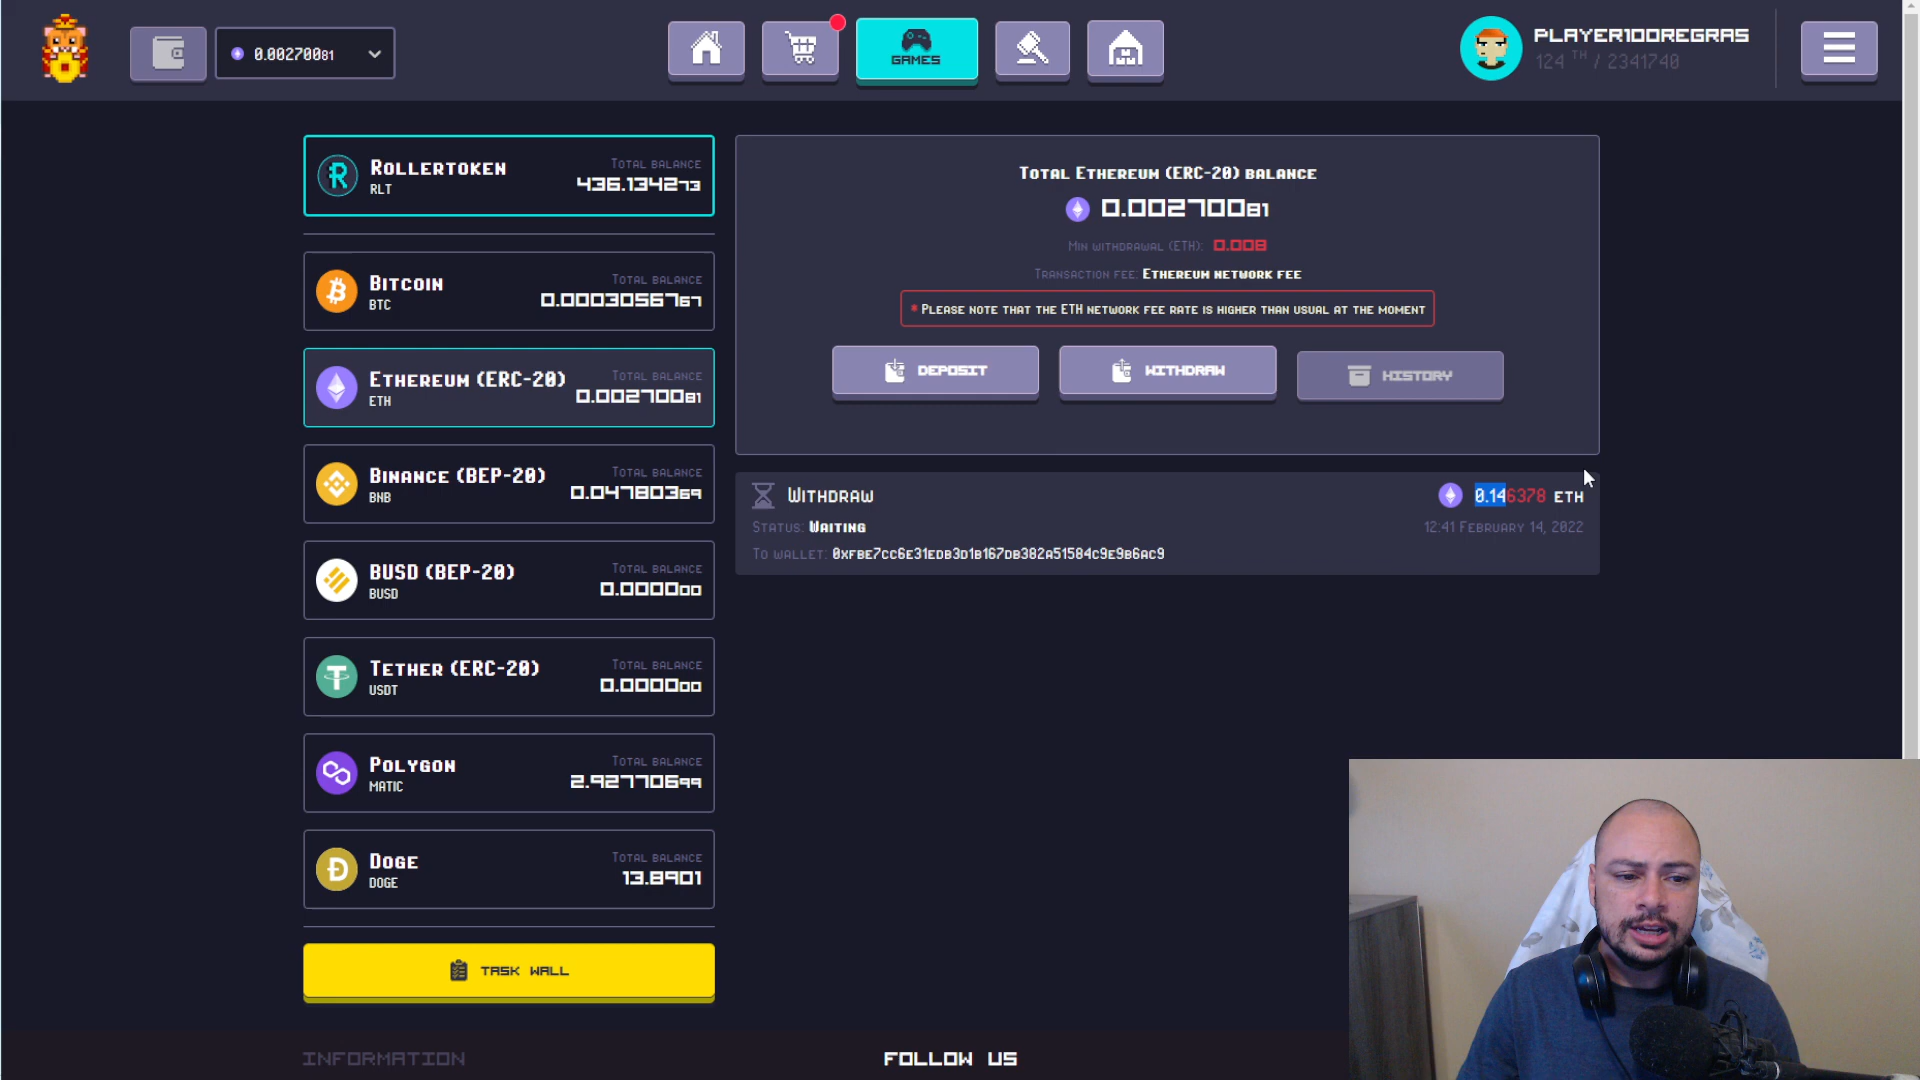 0.00270081
GAMES
PLAYER1DOREGRAS
124 TH / 2341740
ROLLERTOKEN
RLT
TOTAL BALANCE
436.134273
BITCOIN
BTC
TOTAL BALANCE
0.0003056767
ETHEREUM (ERC-20)
ETH
TOTAL BALANCE
0.00270081
BINANCE (BEP-20)
BNB
TOTAL BALANCE
0.04780369
BUSD (BEP-20)
BUSD
TOTAL BALANCE
0.000000
TETHER (ERC-20)
USDT
TOTAL BALANCE
0.000000
POLYGON
MATIC
TOTAL BALANCE
2.92770699
DOGE
DOGE
TOTAL BALANCE
13.8901
TASK WALL
TOTAL ETHEREUM (ERC-20) BALANCE
0.00270081
MIN WITHDRAWAL (ETH): 0.008
TRANSACTION FEE: ETHEREUM NETWORK FEE
* PLEASE NOTE THAT THE ETH NETWORK FEE RATE IS HIGHER THAN USUAL AT THE MOMENT
DEPOSIT
WITHDRAW
HISTORY
WITHDRAW
0.146378 ETH
STATUS: WAITING
12:41 FEBRUARY 14, 2022
TO WALLET: 0XFBE7CC6E31EDB3D1B167DB382A51584C9E9B6AC9
INFORMATION
FOLLOW US